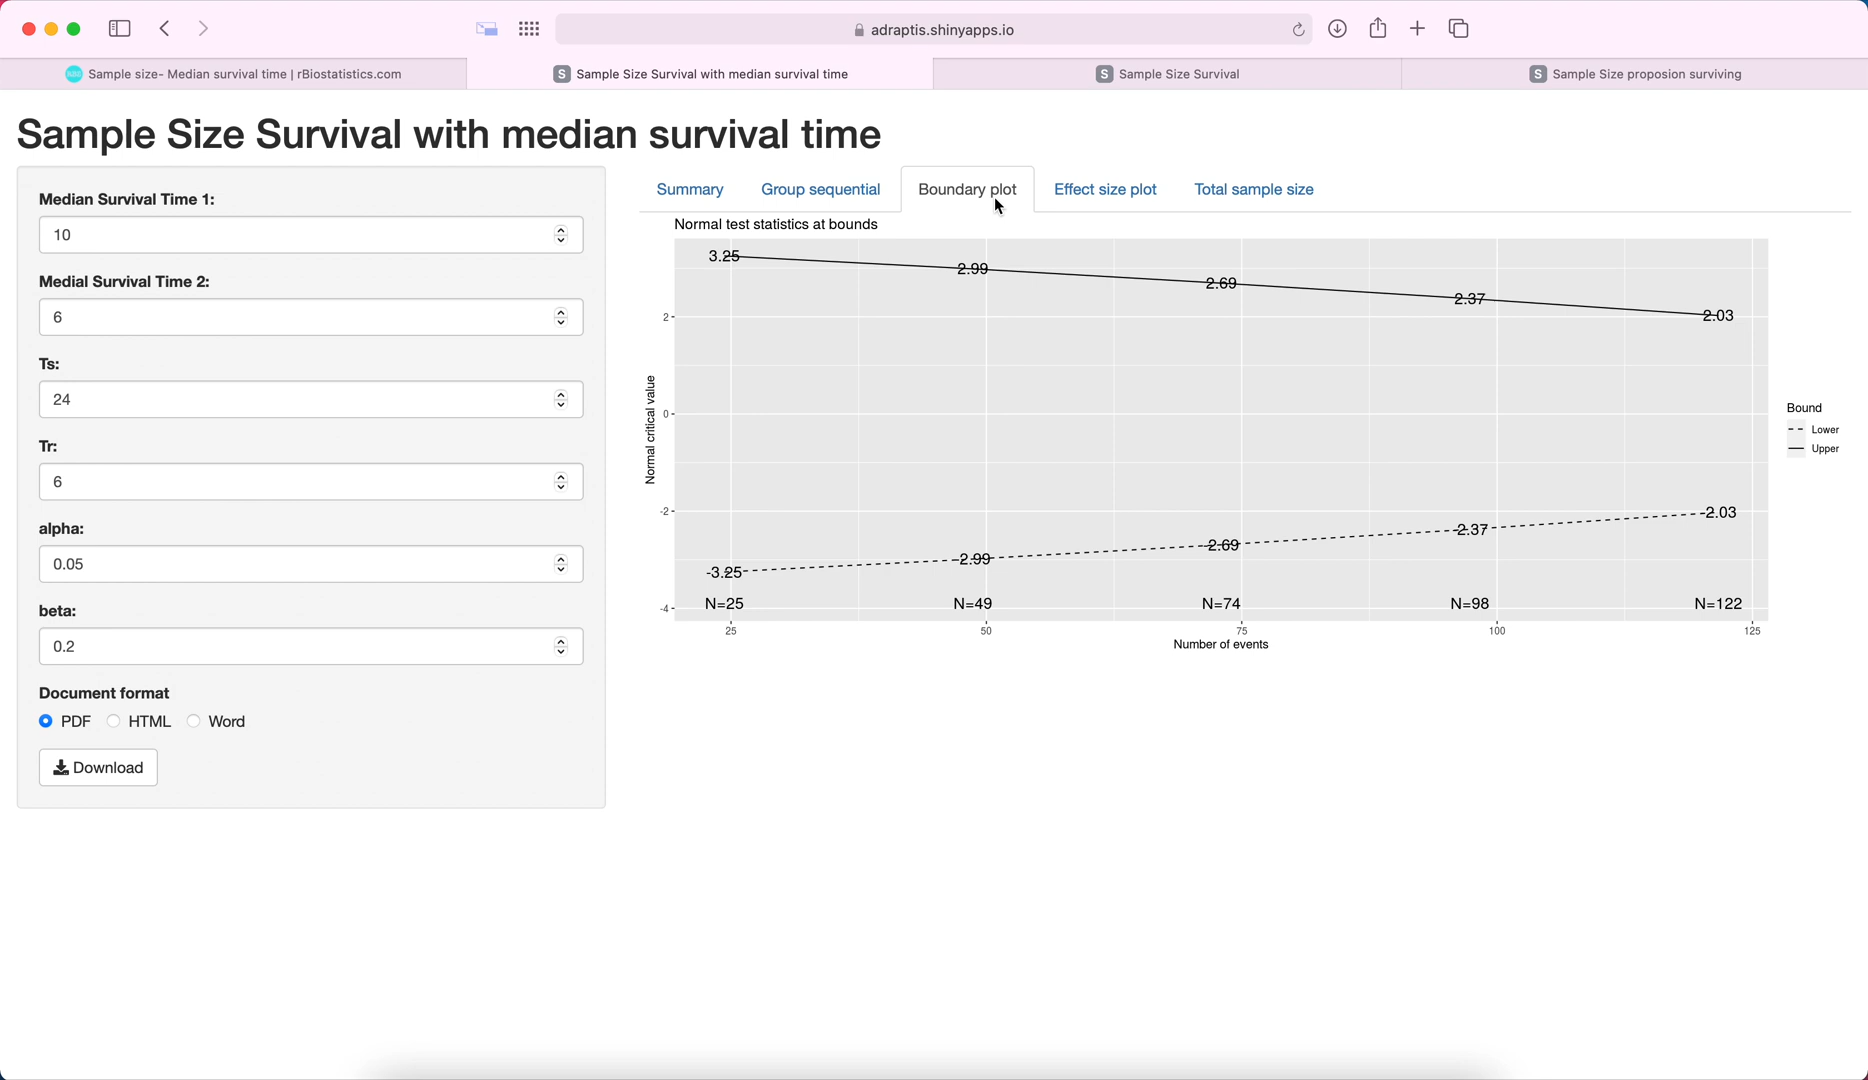 adraptis.shinyapps.io
Sample size- Median survival time | rBiostatistics.com
S Sample Size Survival with median survival time
S Sample Size Survival
S Sample Size proposion surviving
Sample Size Survival with median survival time
Median Survival Time 1:
10
Medial Survival Time 2:
6
Ts:
24
Tr:
6
alpha:
0.05
beta:
0.2
Document format
PDF HTML Word
Download
Summary Group sequential Boundary plot Effect size plot Total sample size
Normal test statistics at bounds
3.25 2.99 2.69 2.37 2.03
2
0
-2
-4
Normal critical value
-3.25 -2.99 -2.69 -2.37 -2.03
N=25 N=49 N=74 N=98 N=122
25 50 75 100 125
Number of events
Bound
Lower
Upper